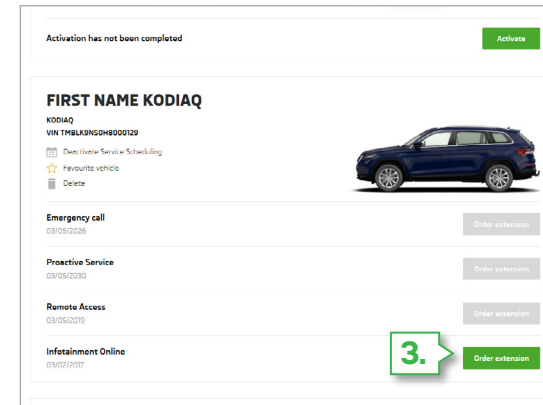 Activation has not been completed
Activate
FIRST NAME KODIAQ
KODIAQ
VIN TMBLK9NS0H8000129
Deactivate Service Scheduling
Favourite vehicle
Delete
Emergency call
03/05/2026
Order extension
Proactive Service
03/05/2030
Order extension
Remote Access
03/05/2019
Order extension
Infotainment Online
03/02/2017
3.
Order extension